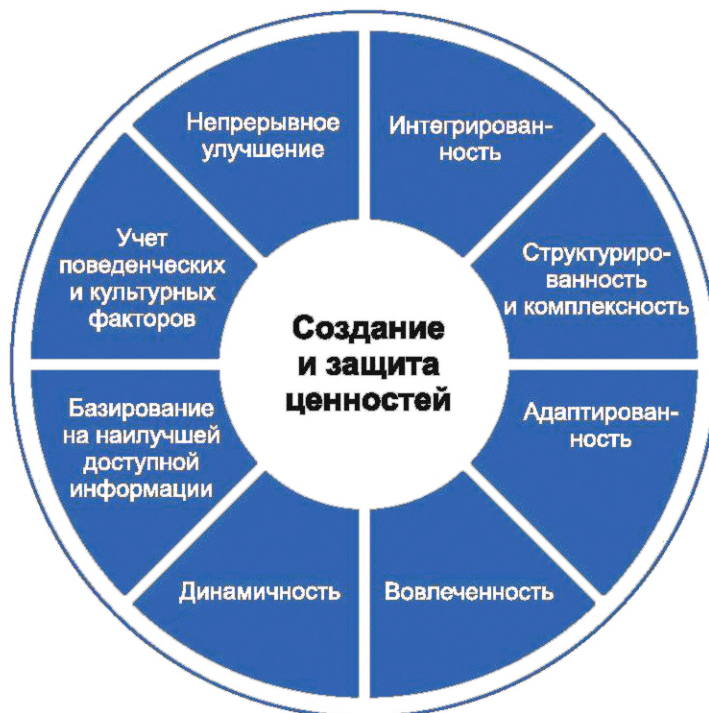 Непрерывное
улучшение
Интегрирован-
ность
Структуриро-
ванность
и комплексность
Адаптирован-
ность
Вовлеченность
Динамичность
Базирование
на наилучшей
доступной
информации
Учет
поведенческих
и культурных
факторов
Создание
и защита
ценностей